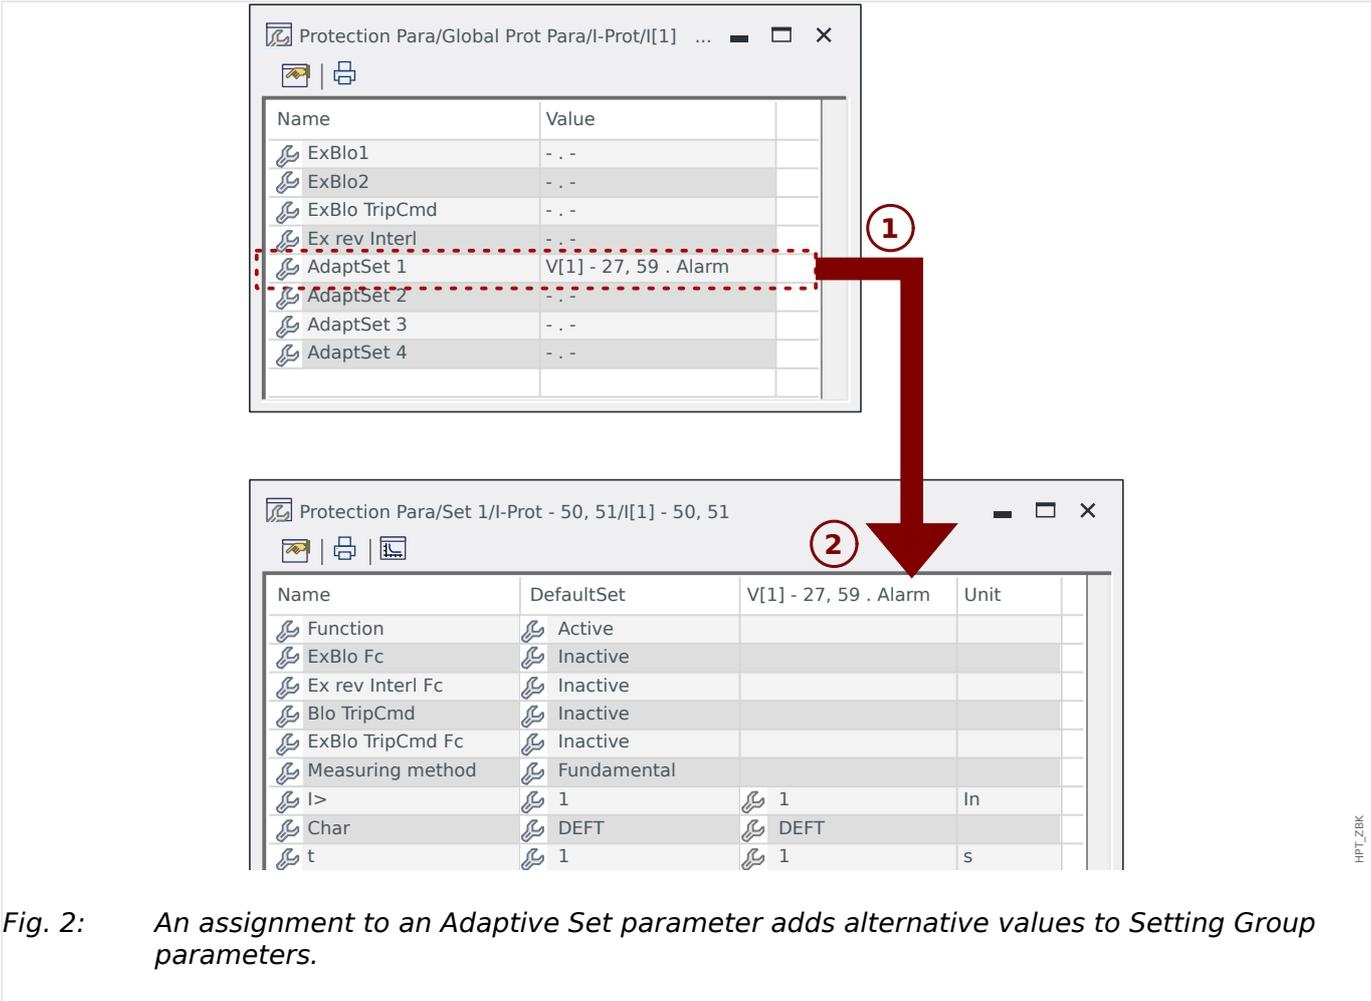 Protection Para/Global Prot Para/I-Prot/I[1] ...
Name Value
ExBlo1 - . -
ExBlo2 - . -
ExBlo TripCmd - . -
Ex rev Interl - . -
1
AdaptSet 1 V[1] - 27, 59 . Alarm
AdaptSet 2 - . -
AdaptSet 3 - . -
AdaptSet 4 - . -
Protection Para/Set 1/I-Prot - 50, 51/I[1] - 50, 51
2
Name DefaultSet V[1] - 27, 59 . Alarm Unit
Function Active
ExBlo Fc Inactive
Ex rev Interl Fc Inactive
Blo TripCmd Inactive
ExBlo TripCmd Fc Inactive
Measuring method Fundamental
I> 1 1 In
Char DEFT DEFT
t 1 1 s
HPT_ZBK
Fig. 2: An assignment to an Adaptive Set parameter adds alternative values to Setting Group
parameters.